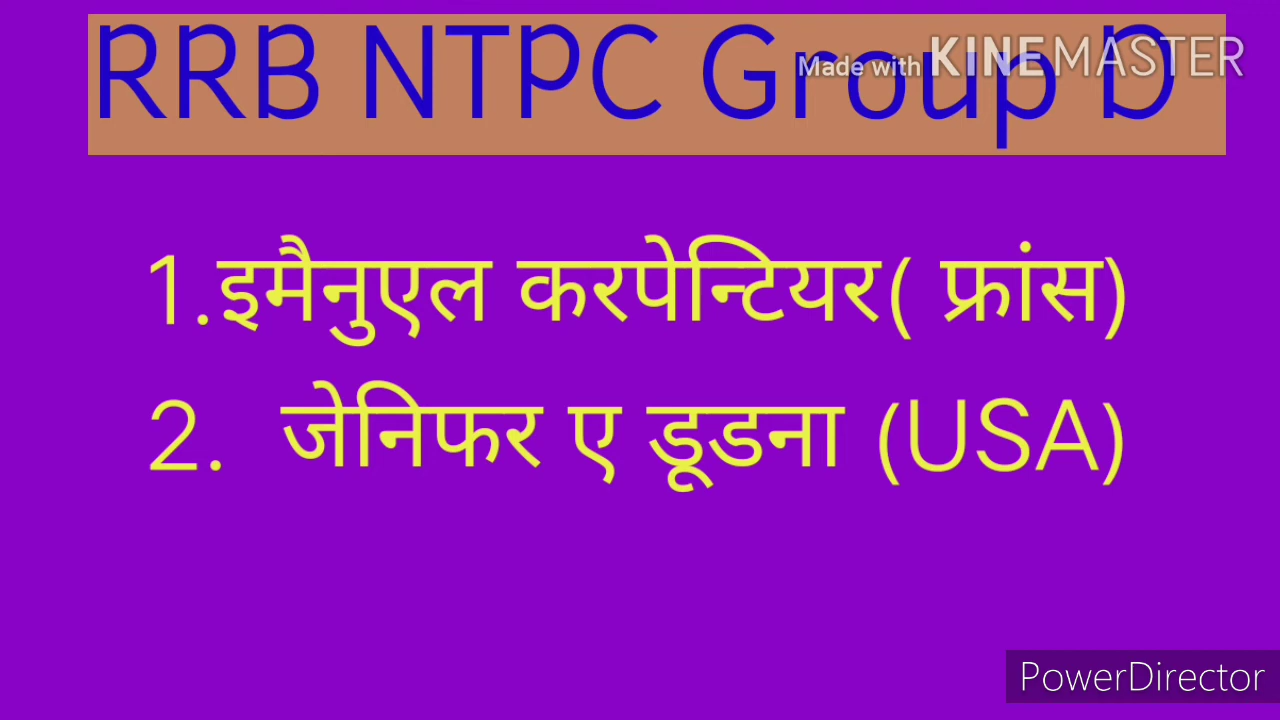 RRB NTPC Group D
Made with KINEMASTER
1.इमैनुएल करपेन्टियर( फ्रांस)
2. जेनिफर ए डूडना (USA)
PowerDirector